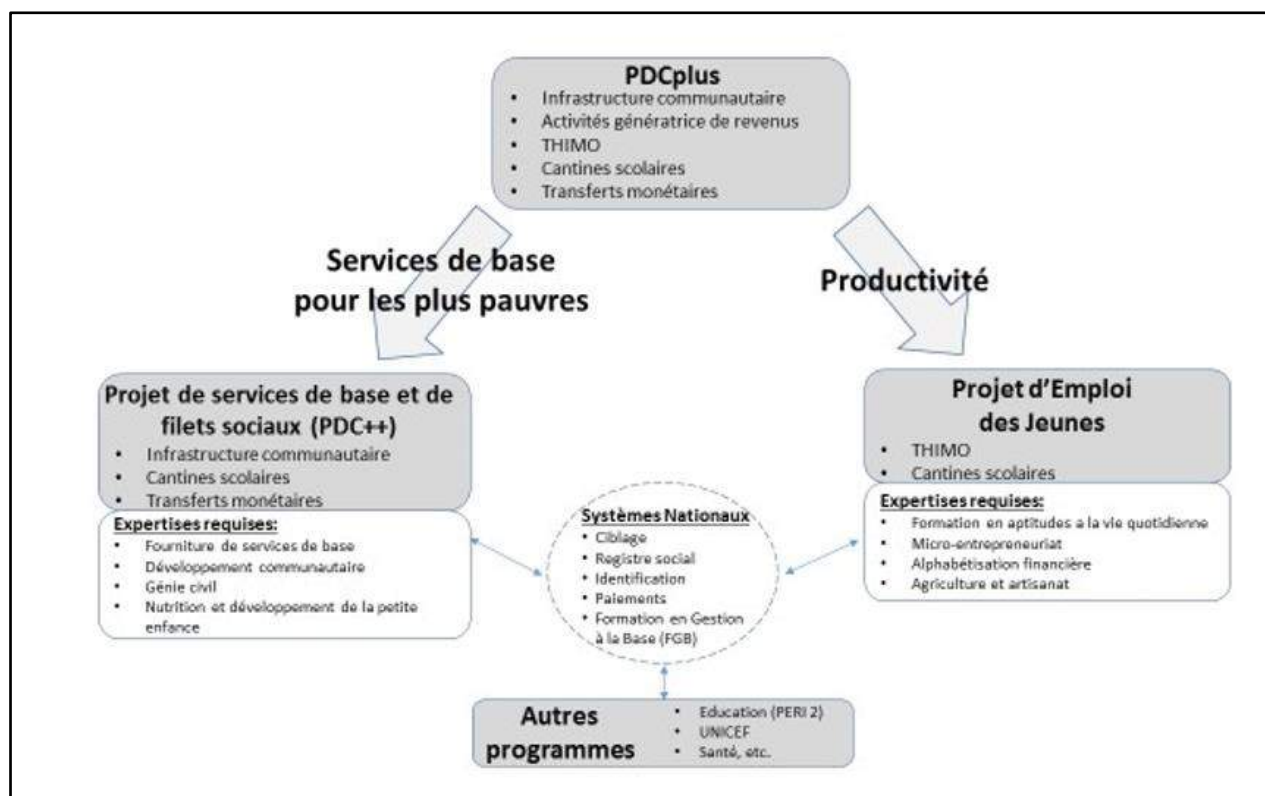 PDCplus
• Infrastructure communautaire
• Activités génératrice de revenus
• THIMO
• Cantines scolaires
• Transferts monétaires
Services de base
pour les plus pauvres
Productivité
Projet de services de base et de
filets sociaux (PDC++)
• Infrastructure communautaire
• Cantines scolaires
• Transferts monétaires
Expertises requises:
• Fourniture de services de base
• Développement communautaire
• Génie civil
• Nutrition et développement de la petite
enfance
Projet d'Emploi
des Jeunes
• THIMO
• Cantines scolaires
Expertises requises:
• Formation en aptitudes a la vie quotidienne
• Micro-entrepreneuriat
• Alphabétisation financière
• Agriculture et artisanat
Systèmes Nationaux
• Ciblage
• Registre social
• Identification
• Paiements
• Formation en Gestion
à la Base (FGB)
Autres
programmes
• Education (PERI 2)
• UNICEF
• Santé, etc.